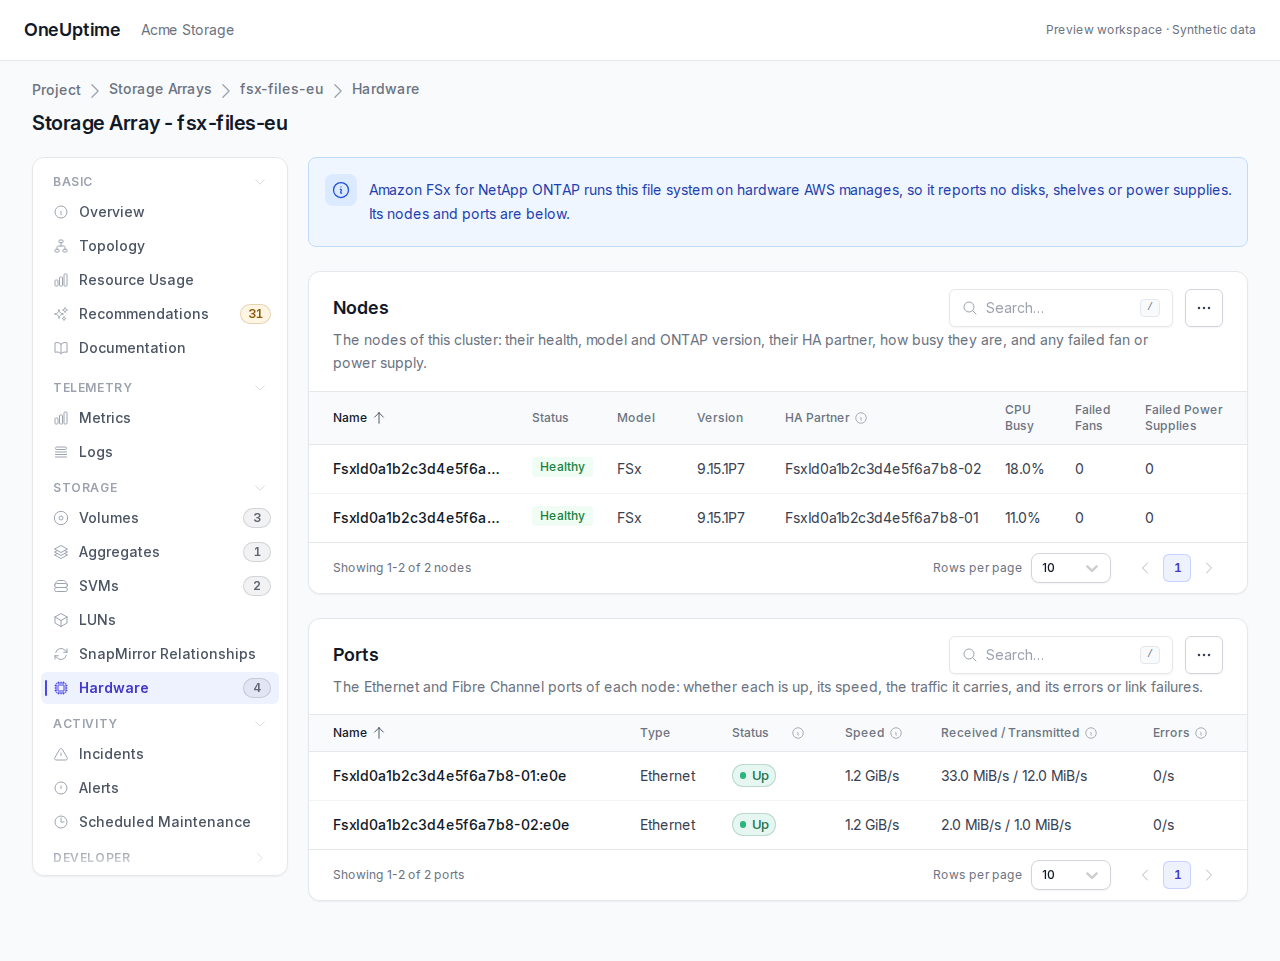 OneUptime
Acme Storage
Preview workspace · Synthetic data
Project
Storage Arrays
fsx-files-eu
Hardware
Storage Array - fsx-files-eu
BASIC
Overview
Topology
Resource Usage
Recommendations 31
Documentation
TELEMETRY
Metrics
Logs
STORAGE
Volumes 3
Aggregates 1
SVMs 2
LUNs
SnapMirror Relationships
Hardware 4
ACTIVITY
Incidents
Alerts
Scheduled Maintenance
DEVELOPER
Amazon FSx for NetApp ONTAP runs this file system on hardware AWS manages, so it reports no disks, shelves or power supplies.
Its nodes and ports are below.
Nodes
Search... /
The nodes of this cluster: their health, model and ONTAP version, their HA partner, how busy they are, and any failed fan or
power supply.
Name Status Model Version HA Partner CPU Busy Failed Fans Failed Power Supplies
FsxId0a1b2c3d4e5f6a... Healthy FSx 9.15.1P7 FsxId0a1b2c3d4e5f6a7b8-02 18.0% 0 0
FsxId0a1b2c3d4e5f6a... Healthy FSx 9.15.1P7 FsxId0a1b2c3d4e5f6a7b8-01 11.0% 0 0
Showing 1-2 of 2 nodes
Rows per page 10
1
Ports
Search... /
The Ethernet and Fibre Channel ports of each node: whether each is up, its speed, the traffic it carries, and its errors or link failures.
Name Type Status Speed Received / Transmitted Errors
FsxId0a1b2c3d4e5f6a7b8-01:e0e Ethernet Up 1.2 GiB/s 33.0 MiB/s / 12.0 MiB/s 0/s
FsxId0a1b2c3d4e5f6a7b8-02:e0e Ethernet Up 1.2 GiB/s 2.0 MiB/s / 1.0 MiB/s 0/s
Showing 1-2 of 2 ports
Rows per page 10
1